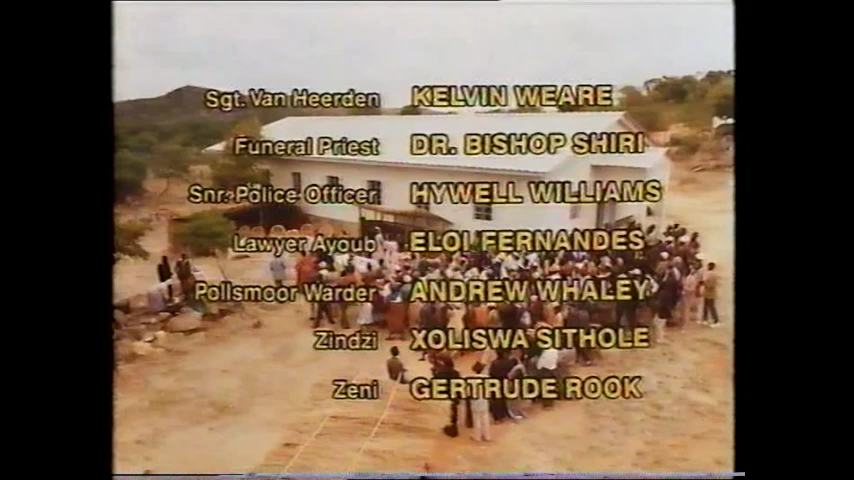 Sgt. Van Heerden KELVIN WEARE
Funeral Priest DR. BISHOP SHIRI
Snr. Police Officer HYWELL WILLIAMS
Lawyer Ayoub ELOI FERNANDES
Pollsmoor Warder ANDREW WHALEY
Zindzi XOLISWA SITHOLE
Zeni GERTRUDE ROOK